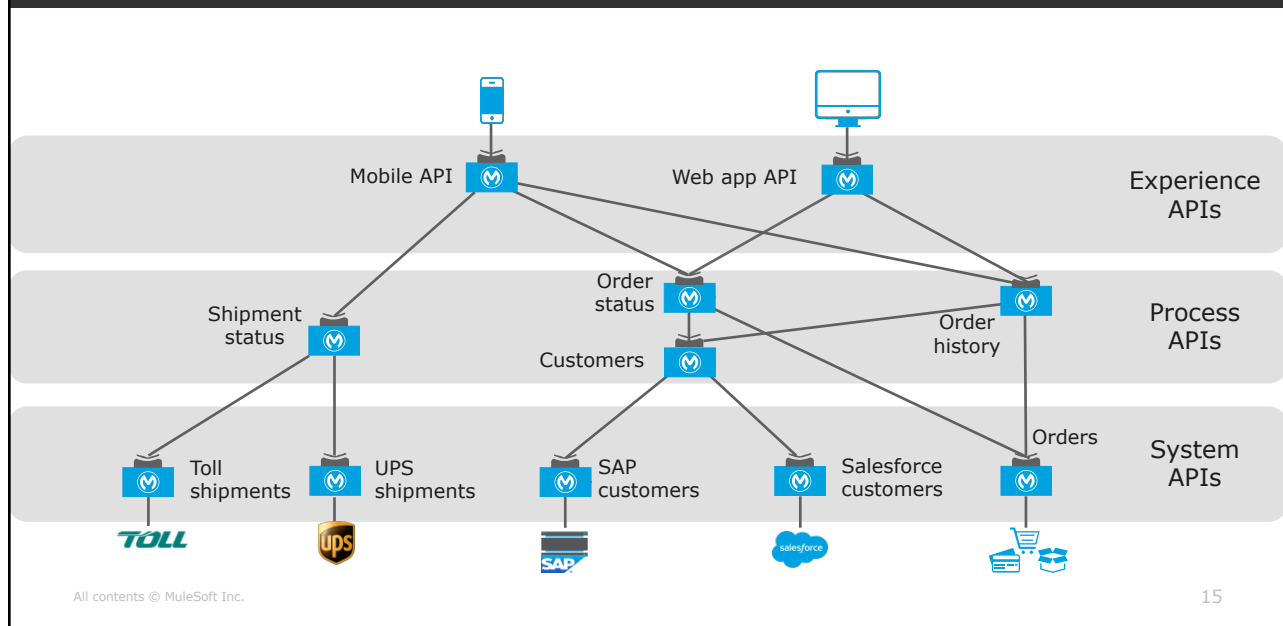 Mobile API
Web app API
Experience
APIs
Shipment
status
Order
status
Customers
Order
history
Process
APIs
Toll
shipments
UPS
shipments
SAP
customers
Salesforce
customers
Orders
System
APIs
TOLL
ups
SAP
salesforce
All contents © MuleSoft Inc.
15